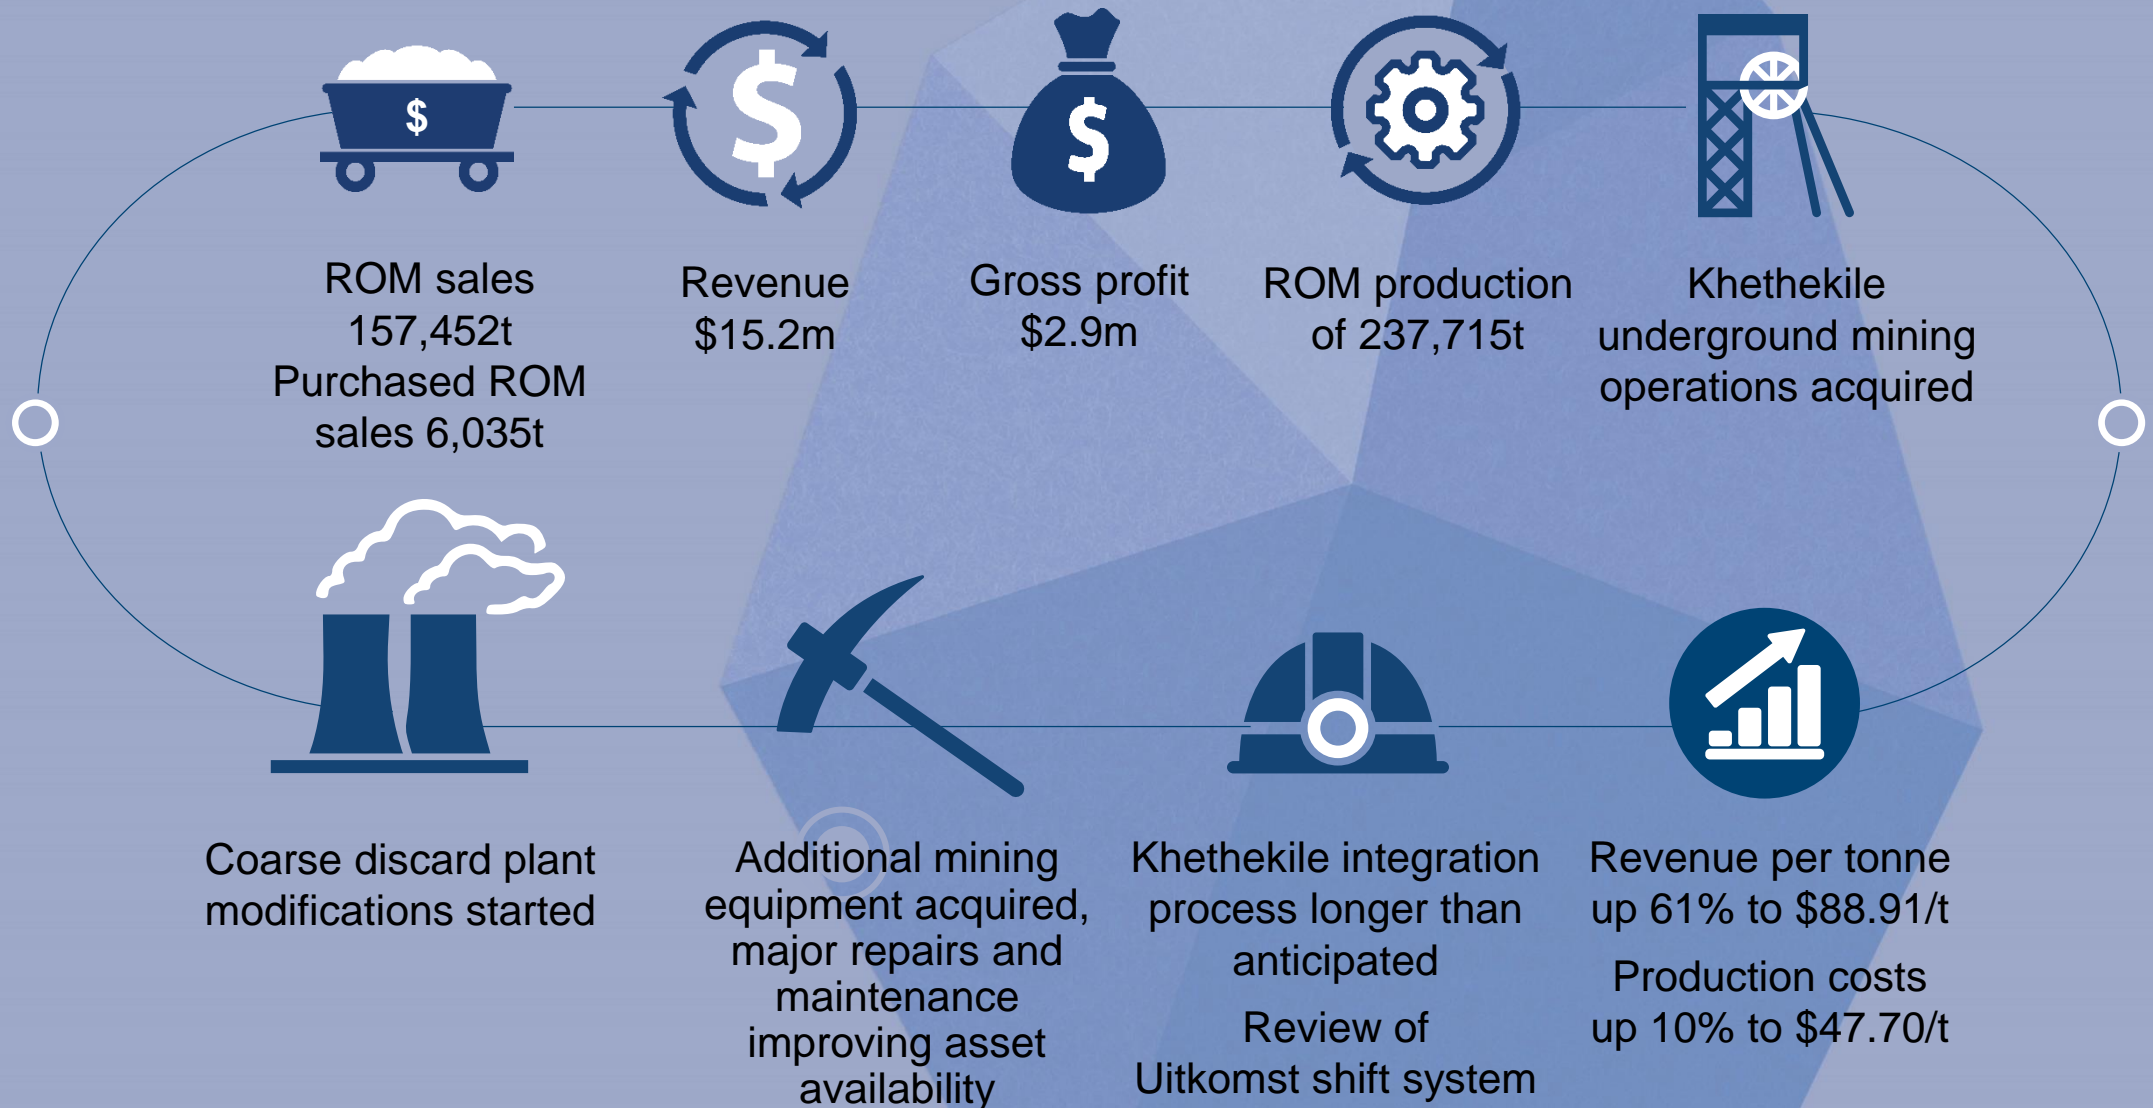 ROM sales
157,452t
Purchased ROM
sales 6,035t
Revenue
$15.2m
Gross profit
$2.9m
ROM production
of 237,715t
Khethekile
underground mining
operations acquired
Coarse discard plant
modifications started
Additional mining
equipment acquired,
major repairs and
maintenance
improving asset
availability
Khethekile integration
process longer than
anticipated
Review of
Uitkomst shift system
Revenue per tonne
up 61% to $88.91/t
Production costs
up 10% to $47.70/t